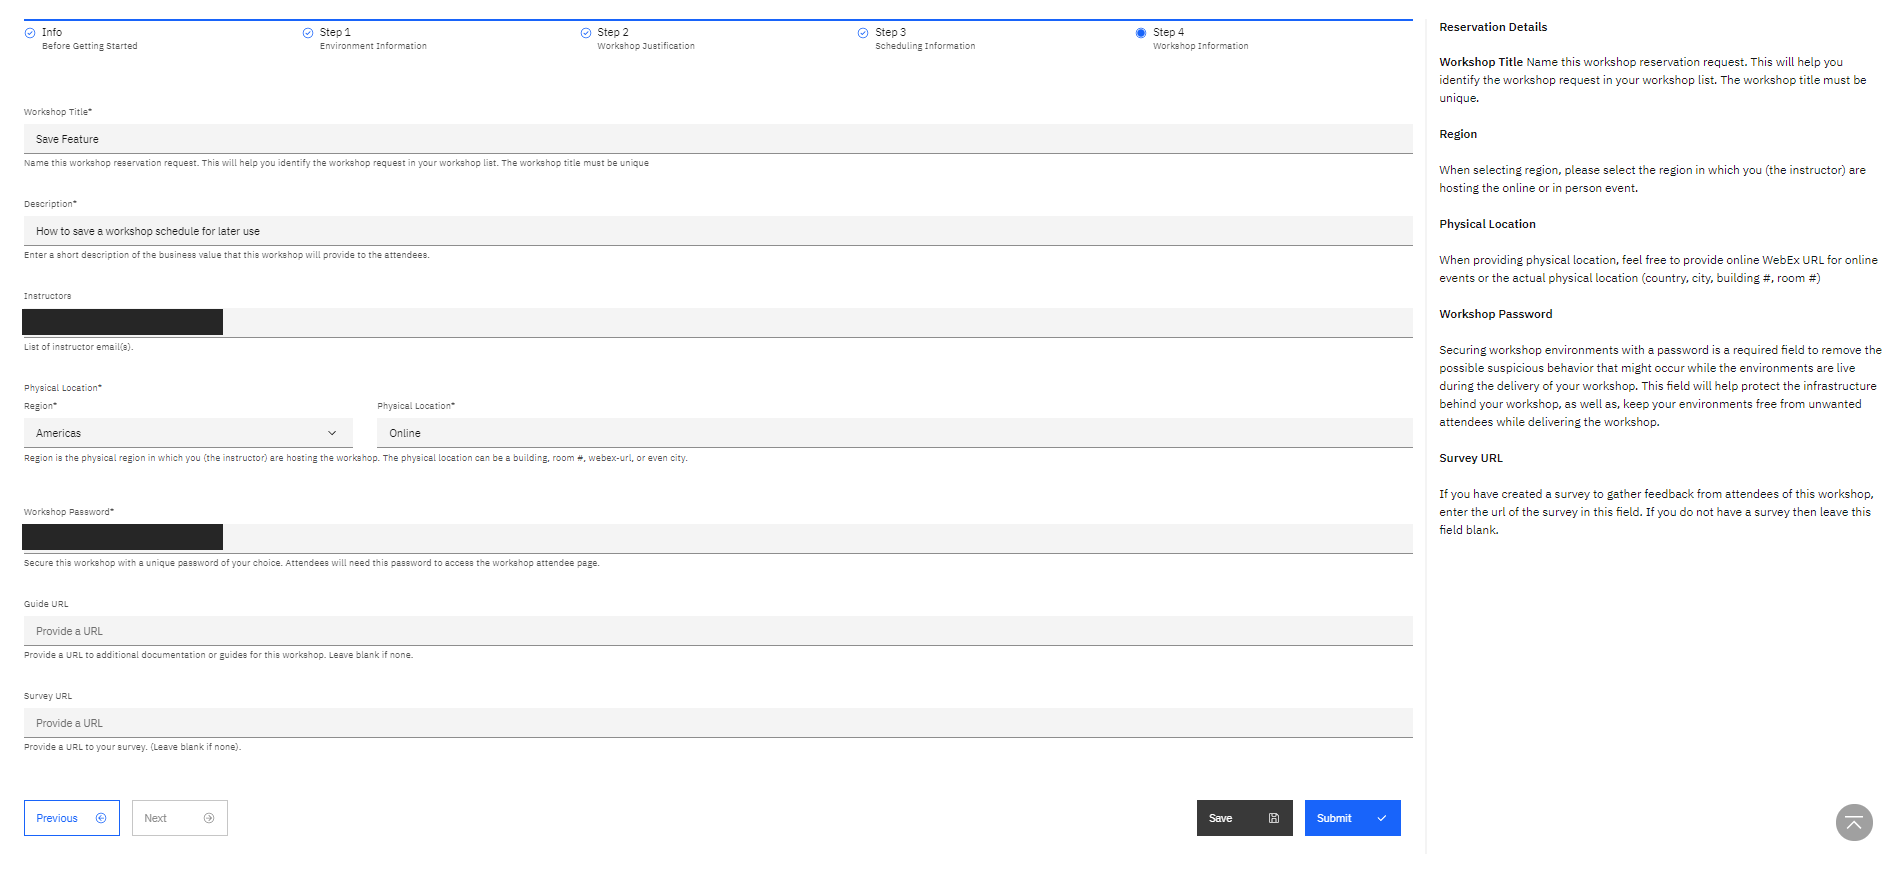 Info
Before Getting Started
Step 1
Environment Information
Step 2
Workshop Justification
Step 3
Scheduling Information
Step 4
Workshop Information
Workshop Title*
Save Feature
Name this workshop reservation request. This will help you identify the workshop request in your workshop list. The workshop title must be unique
Description*
How to save a workshop schedule for later use
Enter a short description of the business value that this workshop will provide to the attendees.
Instructors
List of instructor email(s).
Physical Location*
Region*
Physical Location*
Americas
Online
Region is the physical region in which you (the instructor) are hosting the workshop. The physical location can be a building, room #, webex-url, or even city.
Workshop Password*
Secure this workshop with a unique password of your choice. Attendees will need this password to access the workshop attendee page.
Guide URL
Provide a URL
Provide a URL to additional documentation or guides for this workshop. Leave blank if none.
Survey URL
Provide a URL
Provide a URL to your survey. (Leave blank if none).
Previous
Next
Save
Submit
Reservation Details
Workshop Title Name this workshop reservation request. This will help you
identify the workshop request in your workshop list. The workshop title must be
unique.
Region
When selecting region, please select the region in which you (the instructor) are
hosting the online or in person event.
Physical Location
When providing physical location, feel free to provide online WebEx URL for online
events or the actual physical location (country, city, building #, room #)
Workshop Password
Securing workshop environments with a password is a required field to remove the
possible suspicious behavior that might occur while the environments are live
during the delivery of your workshop. This field will help protect the infrastructure
behind your workshop, as well as, keep your environments free from unwanted
attendees while delivering the workshop.
Survey URL
If you have created a survey to gather feedback from attendees of this workshop,
enter the url of the survey in this field. If you do not have a survey then leave this
field blank.